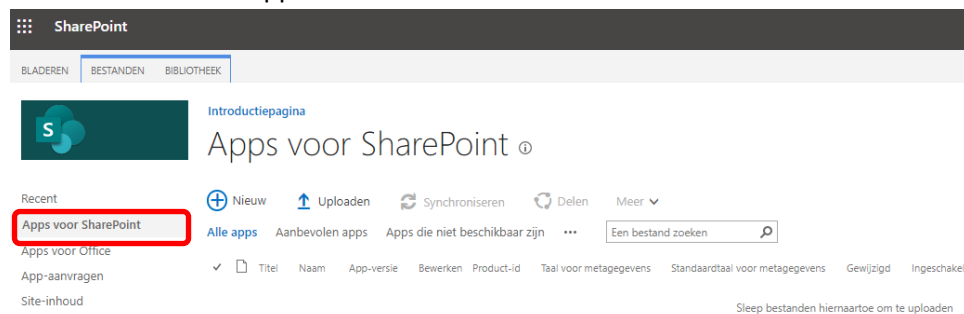 SharePoint
BLADEREN BESTANDEN BIBLIOTHEEK
S
Introductiepagina
Apps voor SharePoint
Recent
Apps voor SharePoint
Apps voor Office
App-aanvragen
Site-inhoud
Nieuw Uploaden Synchroniseren Delen Meer
Alle apps Aanbevolen apps Apps die niet beschikbaar zijn ••• Een bestand zoeken
Titel Naam App-versie Bewerken Product-id Taal voor metagegevens Standaardtaal voor metagegevens Gewijzigd
Sleep bestanden hiernaartoe om te uploaden